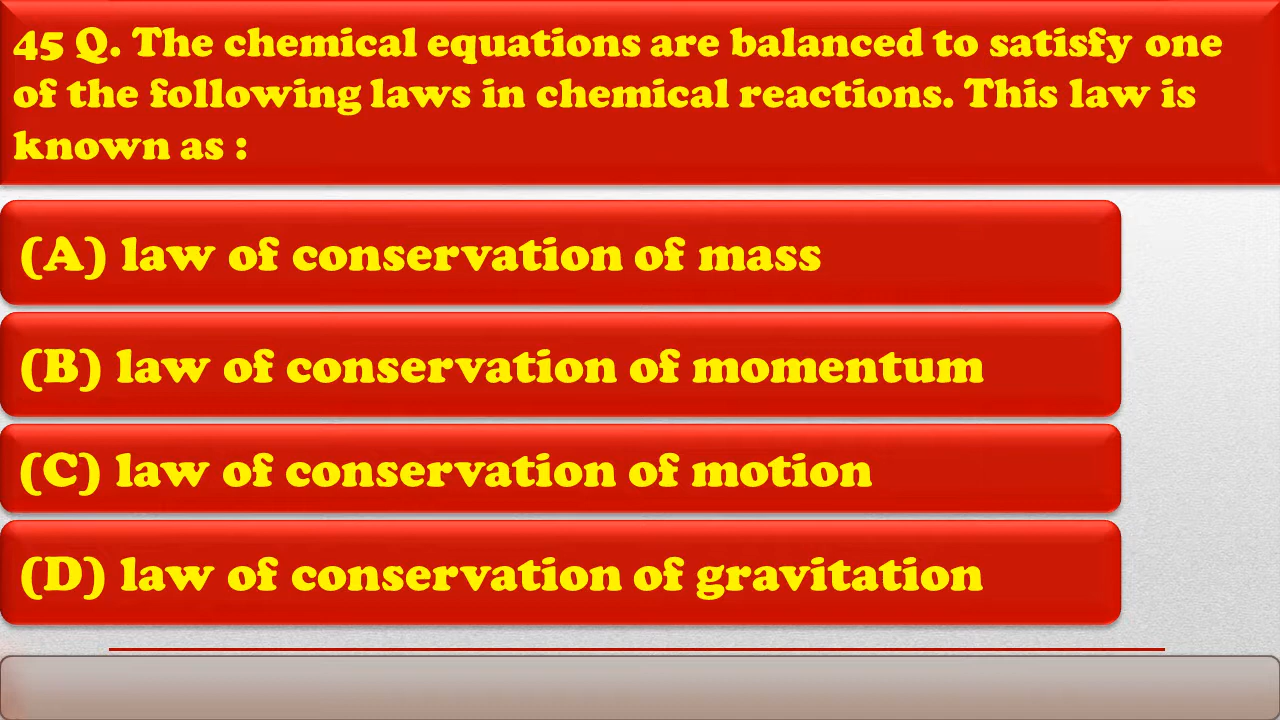 45 Q. The chemical equations are balanced to satisfy one
of the following laws in chemical reactions. This law is
known as :
(A) law of conservation of mass
(B) law of conservation of momentum
(C) law of conservation of motion
(D) law of conservation of gravitation